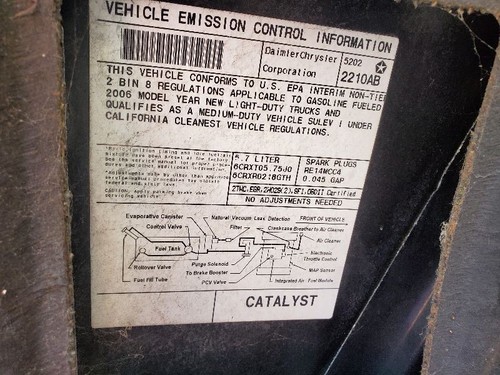 VEHICLE EMISSION CONTROL INFORMATION
DaimlerChrysler
Corporation
5202
2210AB
THIS VEHICLE CONFORMS TO U.S. EPA INTERIM NON-TIER
2 BIN 8 REGULATIONS APPLICABLE TO GASOLINE FUELED
2006 MODEL YEAR NEW LIGHT-DUTY TRUCKS AND
QUALIFIES AS A MEDIUM-DUTY VEHICLE SULEV I UNDER
CALIFORNIA CLEANEST VEHICLE REGULATIONS.
5.7 LITER
6CRXT05.75J0
SPARK PLUGS
RE14MCC4
0.045 GAP
Certified
NO ADJUSTMENTS NEEDED
Evaporative Canister
Natural Vacuum Leak Detection
FRONT OF VEHICLE
Control Valve
Filter
Crankcase Breather to Air Cleaner
Air Cleaner
Fuel Tank
Electronic
Throttle Control
Purge Solenoid
Rollover Valve
To Brake Booster
MAP Sensor
Fuel Fill Tube
PCV Valve
Integrated Air Fuel Module
CATALYST